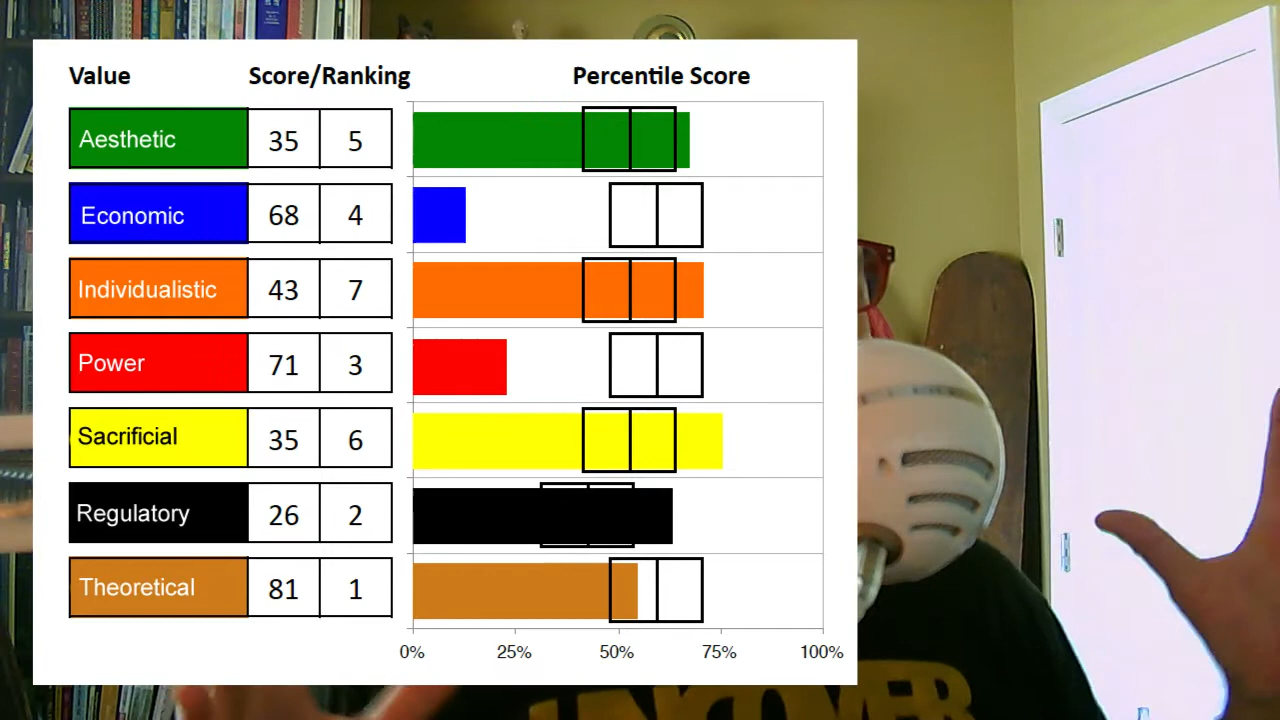 Value Score/Ranking Percentile Score
Aesthetic 35 5
Economic 68 4
Individualistic 43 7
Power 71 3
Sacrificial 35 6
Regulatory 26 2
Theoretical 81 1
0% 25% 50% 75% 100%